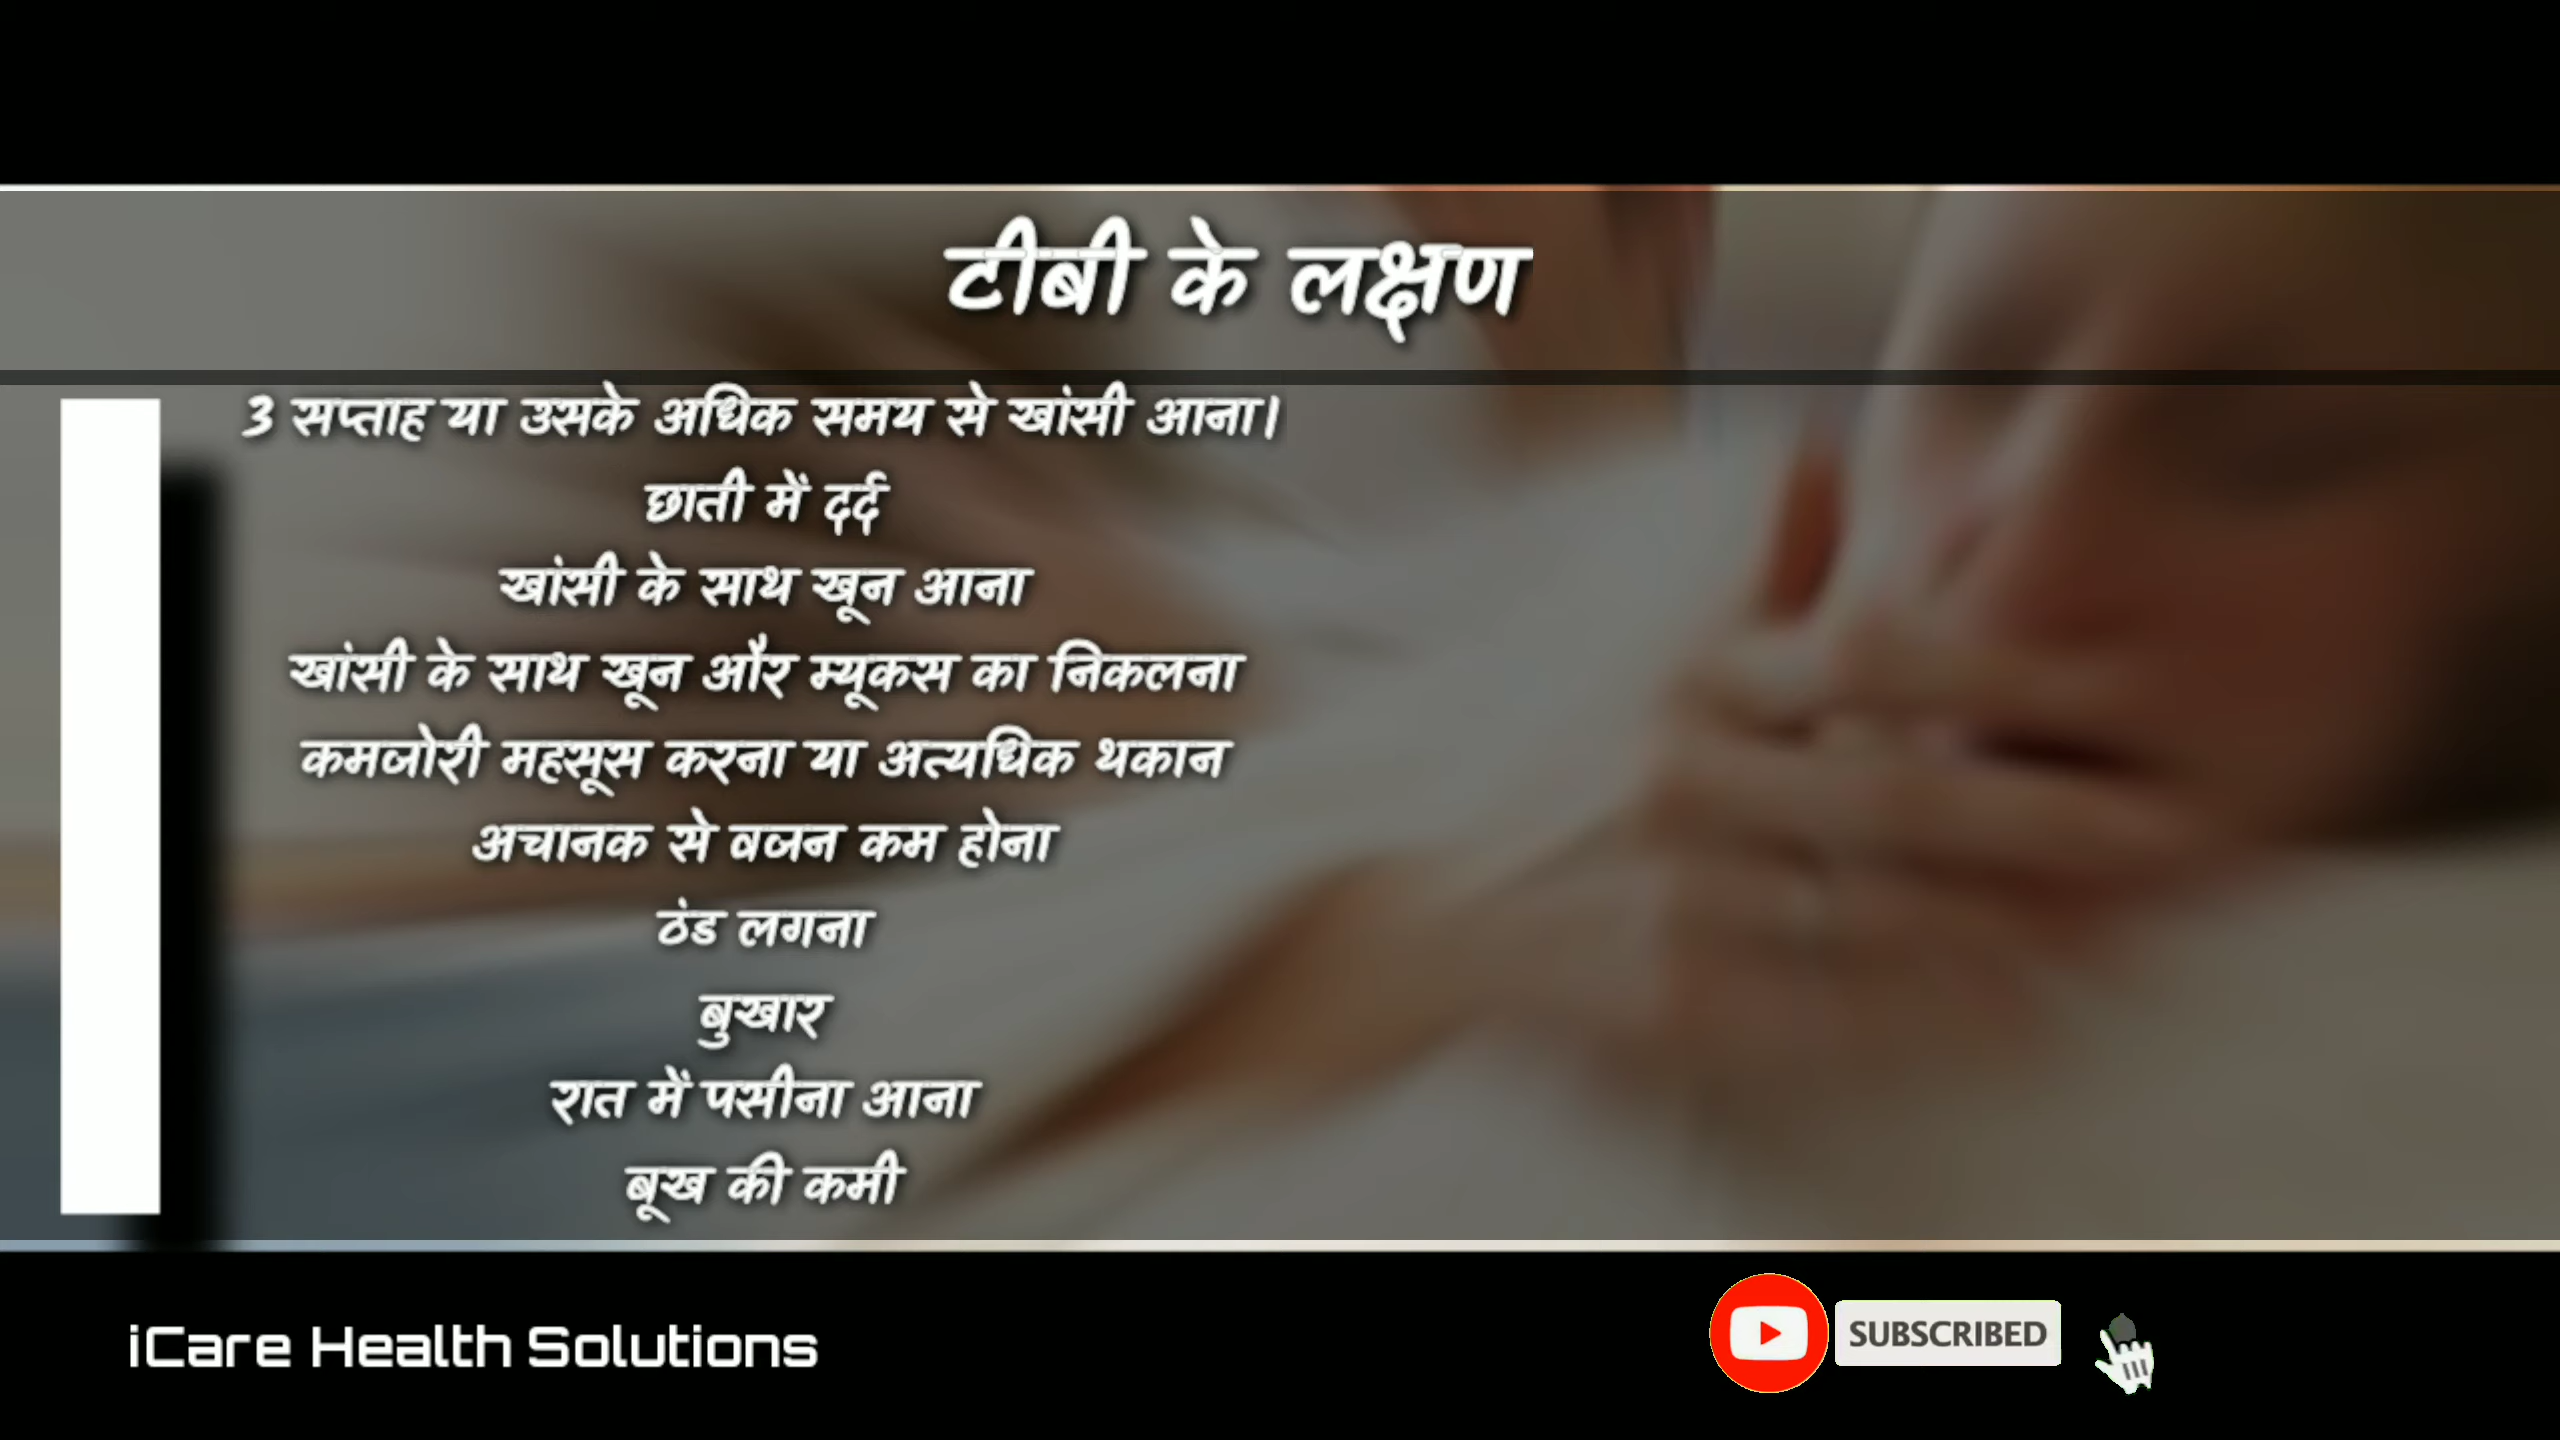 टीबी के लक्षण
3 सप्ताह या उसके अधिक समय से खांसी आना।
छाती में दर्द
खांसी के साथ खून आना
खांसी के साथ खून और म्यूकस का निकलना
कमजोरी महसूस करना या अत्यधिक थकान
अचानक से वजन कम होना
ठंड लगना
बुखार
रात में पसीना आना
बूख की कमी
iCare Health Solutions
SUBSCRIBED